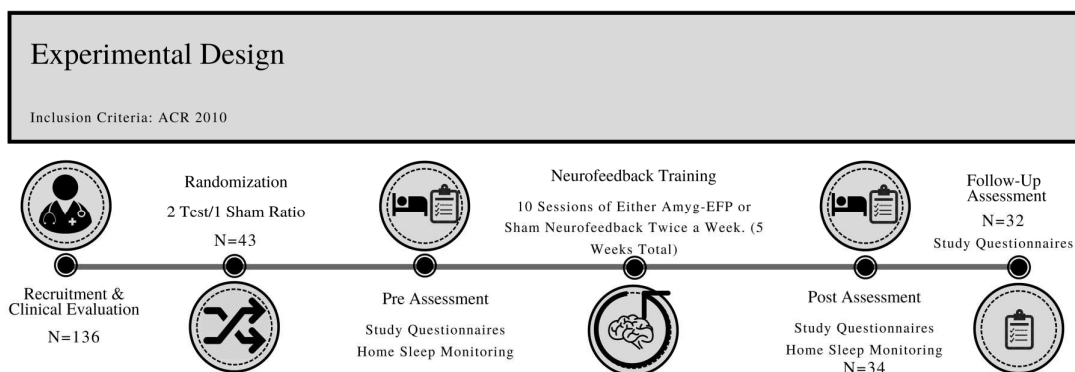 Experimental Design
Inclusion Criteria: ACR 2010
Recruitment &
Clinical Evaluation
N=136
Randomization
2 Tcst/1 Sham Ratio
N=43
Pre Assessment
Study Questionnaires
Home Sleep Monitoring
Neurofeedback Training
10 Sessions of Either Amyg-EFP or
Sham Neurofeedback Twice a Week. (5
Weeks Total)
Post Assessment
Study Questionnaires
Home Sleep Monitoring
N=34
Follow-Up
Assessment
N=32
Study Questionnaires